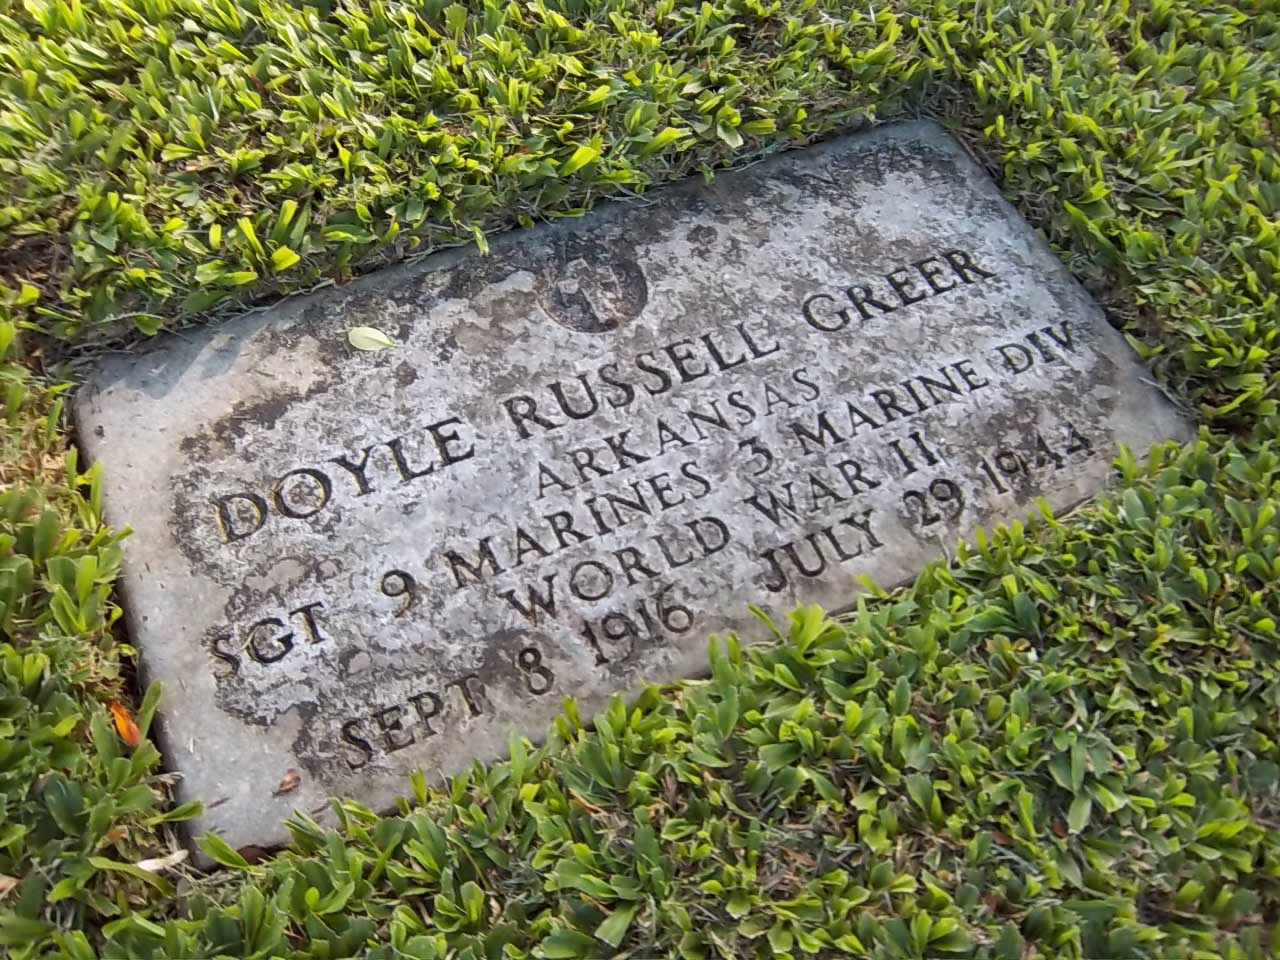 DOYLE RUSSELL GREER
ARKANSAS
SGT 9 MARINES 3 MARINE DIV
WORLD WAR II
SEPT 8 1916 JULY 29 1944